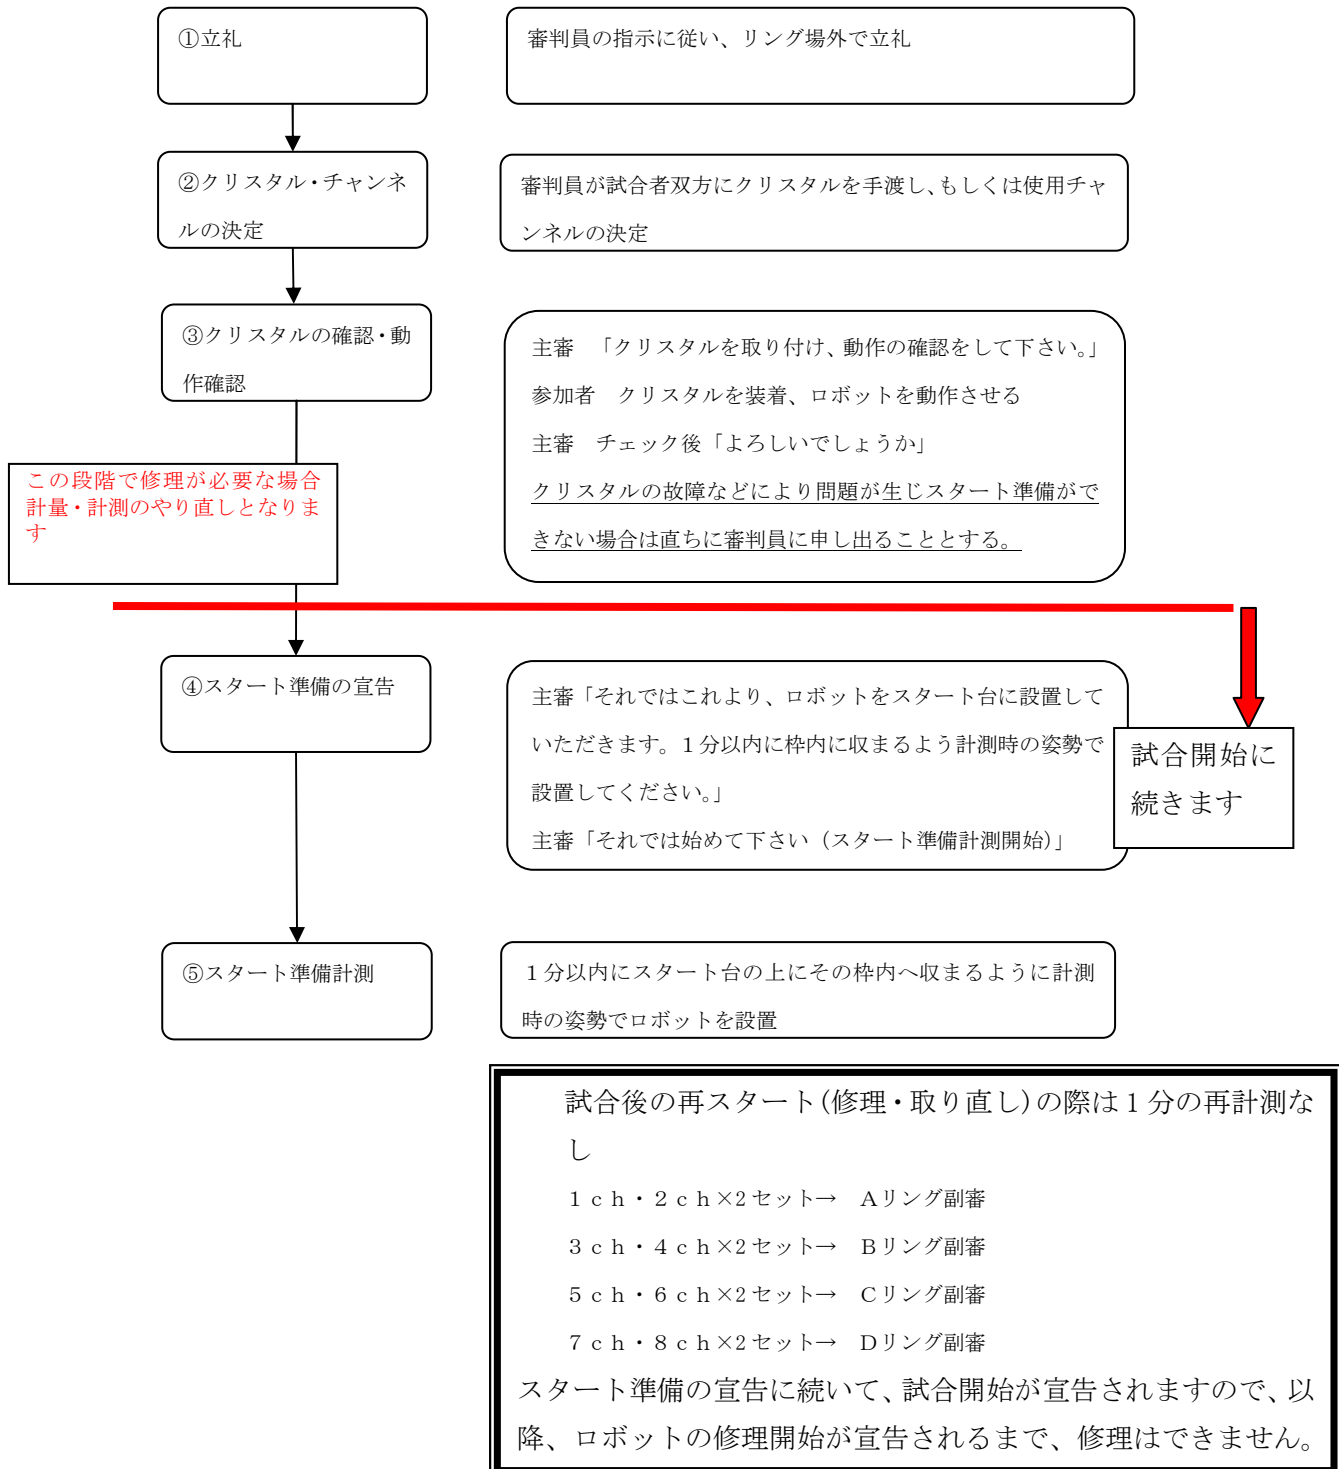 ①立礼
審判員の指示に従い、リング場外で立礼
②クリスタル・チャンネ
ルの決定
審判員が試合者双方にクリスタルを手渡し、もしくは使用チャ
ンネルの決定
③クリスタルの確認・動
作確認
主審　「クリスタルを取り付け、動作の確認をして下さい。」
参加者　クリスタルを装着、ロボットを動作させる
主審　チェック後「よろしいでしょうか」
クリスタルの故障などにより問題が生じスタート準備がで
きない場合は直ちに審判員に申し出ることとする。
この段階で修理が必要な場合
計量・計測のやり直しとなりま
す
④スタート準備の宣告
主審「それではこれより、ロボットをスタート台に設置して
いただきます。１分以内に枠内に収まるよう計測時の姿勢で
設置してください。」
主審「それでは始めて下さい（スタート準備計測開始）」
試合開始に
続きます
⑤スタート準備計測
１分以内にスタート台の上にその枠内へ収まるように計測
時の姿勢でロボットを設置
試合後の再スタート（修理・取り直し）の際は１分の再計測な
し
１ｃｈ・２ｃｈ×2セット→　Ａリング副審
３ｃｈ・４ｃｈ×2セット→　Ｂリング副審
５ｃｈ・６ｃｈ×2セット→　Ｃリング副審
７ｃｈ・８ｃｈ×2セット→　Ｄリング副審
スタート準備の宣告に続いて、試合開始が宣告されますので、以
降、ロボットの修理開始が宣告されるまで、修理はできません。